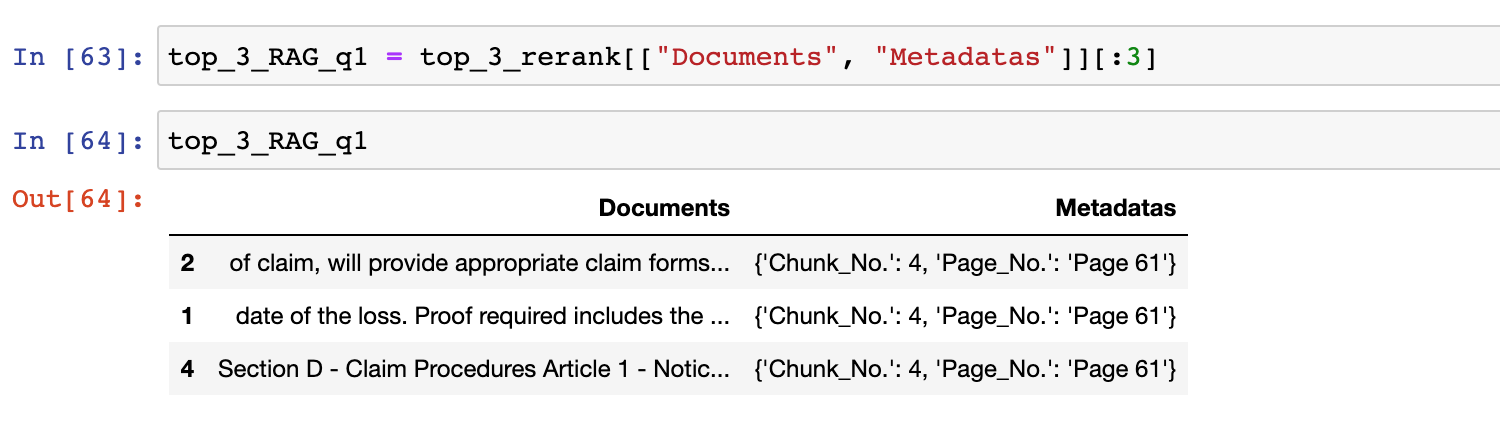 In [63]: top_3_RAG_q1 = top_3_rerank[["Documents", "Metadatas"]][:3]
In [64]: top_3_RAG_q1
Out[64]:
Documents Metadatas
2 of claim, will provide appropriate claim forms... {'Chunk_No.': 4, 'Page_No.': 'Page 61'}
1 date of the loss. Proof required includes the ... {'Chunk_No.': 4, 'Page_No.': 'Page 61'}
4 Section D - Claim Procedures Article 1 - Notic... {'Chunk_No.': 4, 'Page_No.': 'Page 61'}